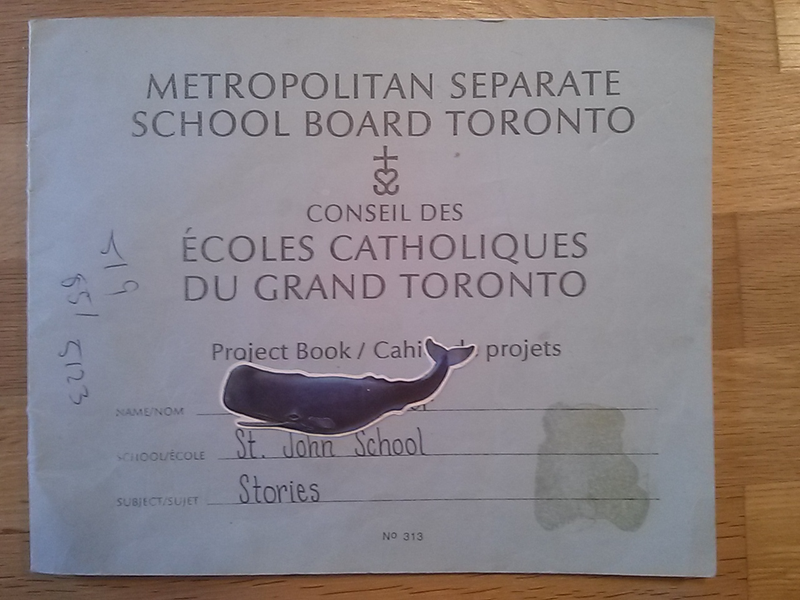 METROPOLITAN SEPARATE
SCHOOL BOARD TORONTO
CONSEIL DES
ÉCOLES CATHOLIQUES
DU GRAND TORONTO
Project Book / projets
NAME/NOM
SCHOOL/ÉCOLE St. John School
SUBJECT/SUJET Stories
Nº 313